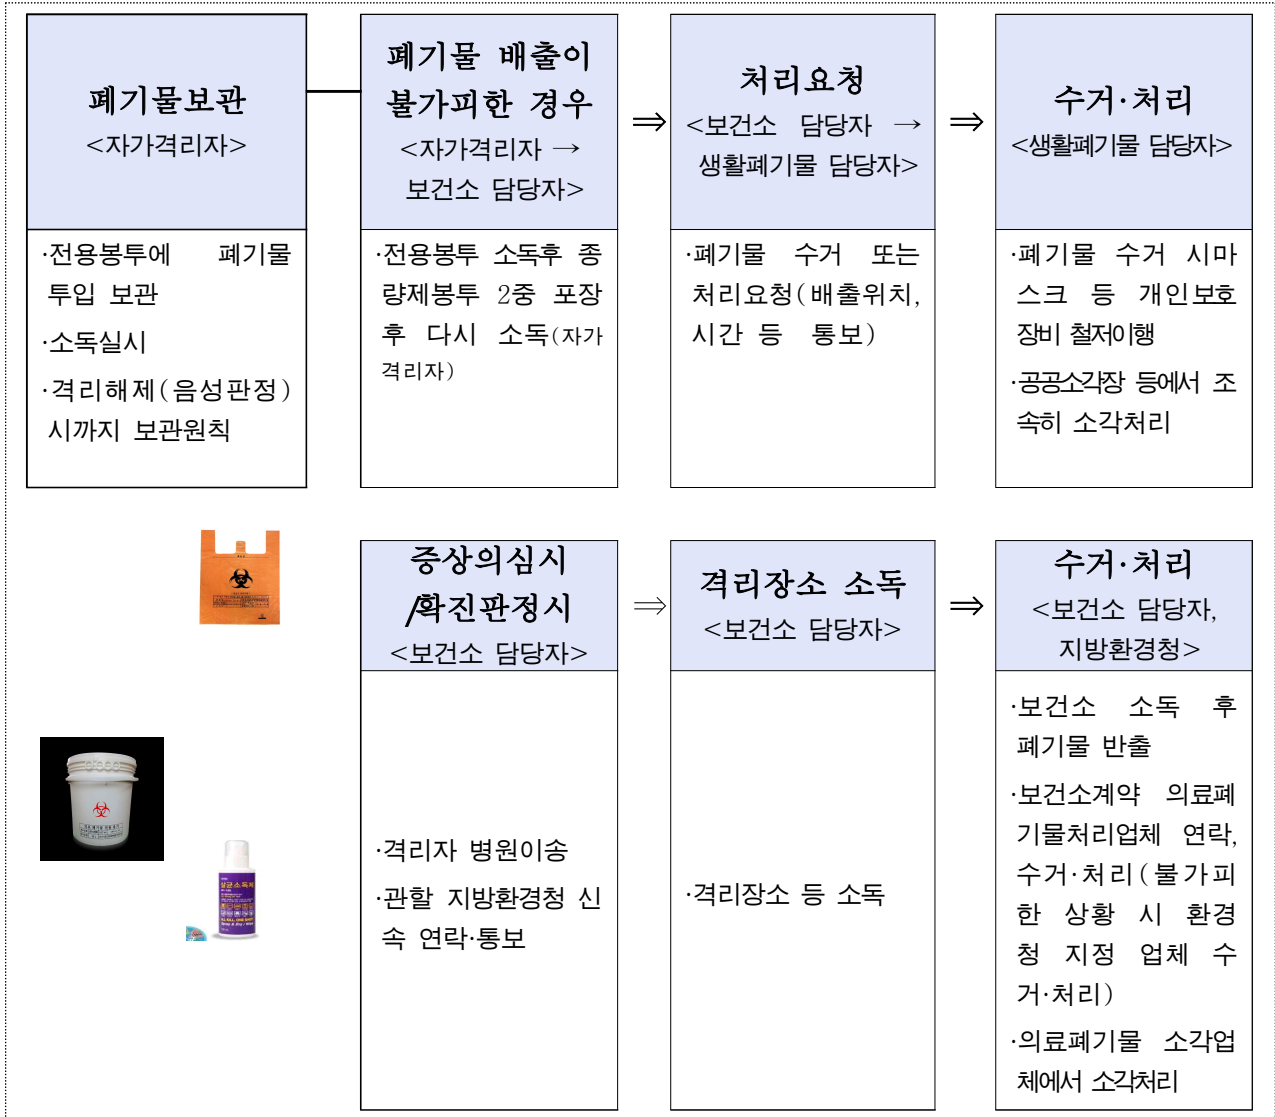 폐기물보관
<자가격리자>
·전용봉투에 폐기물
투입 보관
·소독실시
·격리해제(음성판정)
시까지 보관원칙
폐기물 배출이
불가피한 경우
<자가격리자 →
보건소 담당자>
·전용봉투 소독후 종
량제봉투 2중 포장
후 다시 소독(자가
격리자)
⇒
처리요청
<보건소 담당자 →
생활폐기물 담당자>
·폐기물 수거 또는
처리요청(배출위치,
시간 등 통보)
⇒
수거·처리
<생활폐기물 담당자>
·폐기물 수거 시마
스크 등 개인보호
장비 철저이행
·공공소각장 등에서 조
속히 소각처리
증상의심시
/확진판정시
<보건소 담당자>
·격리자 병원이송
·관할 지방환경청 신
속 연락·통보
⇒
격리장소 소독
<보건소 담당자>
·격리장소 등 소독
⇒
수거·처리
<보건소 담당자,
지방환경청>
·보건소 소독 후
폐기물 반출
·보건소계약 의료폐
기물처리업체 연락,
수거·처리(불가피
한 상황 시 환경
청 지정 업체 수
거·처리)
·의료폐기물 소각업
체에서 소각처리
살균소독제